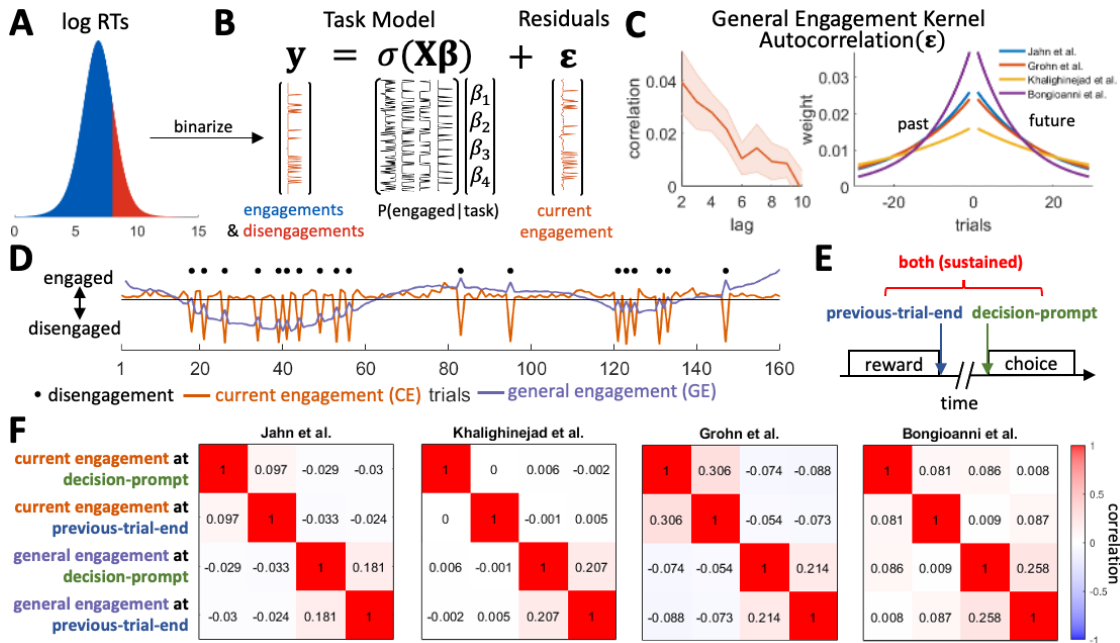 A
log RTs
0 5 10 15
binarize
B
Task Model
Residuals
y = σ(Xβ) + ε
β1
β2
β3
β4
engagements
& disengagements
P(engaged|task)
current
engagement
C
General Engagement Kernel
Autocorrelation(ε)
correlation
0.04
0.02
0
2 4 6 8 10
lag
weight
0.03
0.02
0.01
0
-20 0 20
trials
past
future
Jahn et al.
Grohn et al.
Khalighinejad et al.
Bongioanni et al.
D
engaged
disengaged
1 20 40 60 80 100 120 140 160
• disengagement
current engagement (CE)
trials
general engagement (GE)
E
both (sustained)
previous-trial-end
decision-prompt
reward
choice
time
F
current engagement at
decision-prompt
current engagement at
previous-trial-end
general engagement at
decision-prompt
general engagement at
previous-trial-end
Jahn et al.
1 0.097 -0.029 -0.03
0.097 1 -0.033 -0.024
-0.029 -0.033 1 0.181
-0.03 -0.024 0.181 1
Khalighinejad et al.
1 0 0.006 -0.002
0 1 -0.001 0.005
0.006 -0.001 1 0.207
-0.002 0.005 0.207 1
Grohn et al.
1 0.306 -0.074 -0.088
0.306 1 -0.054 -0.073
-0.074 -0.054 1 0.214
-0.088 -0.073 0.214 1
Bongioanni et al.
1 0.081 0.086 0.008
0.081 1 0.009 0.087
0.086 0.009 1 0.258
0.008 0.087 0.258 1
1
0.5
0
-0.5
-1
correlation